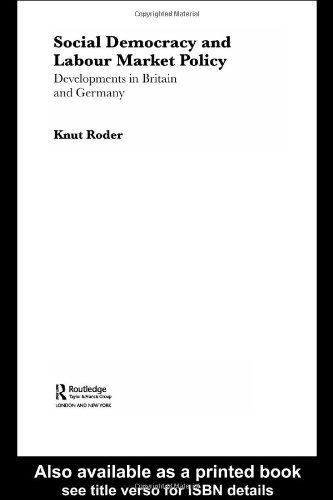 Copyrighted Material
Social Democracy and
Labour Market Policy
Developments in Britain
and Germany
Knut Roder
R
Routledge
Taylor & Francis Group
LONDON AND NEW YORK
Copyrighted Material
Also available as a printed book
see title verso for ISBN details